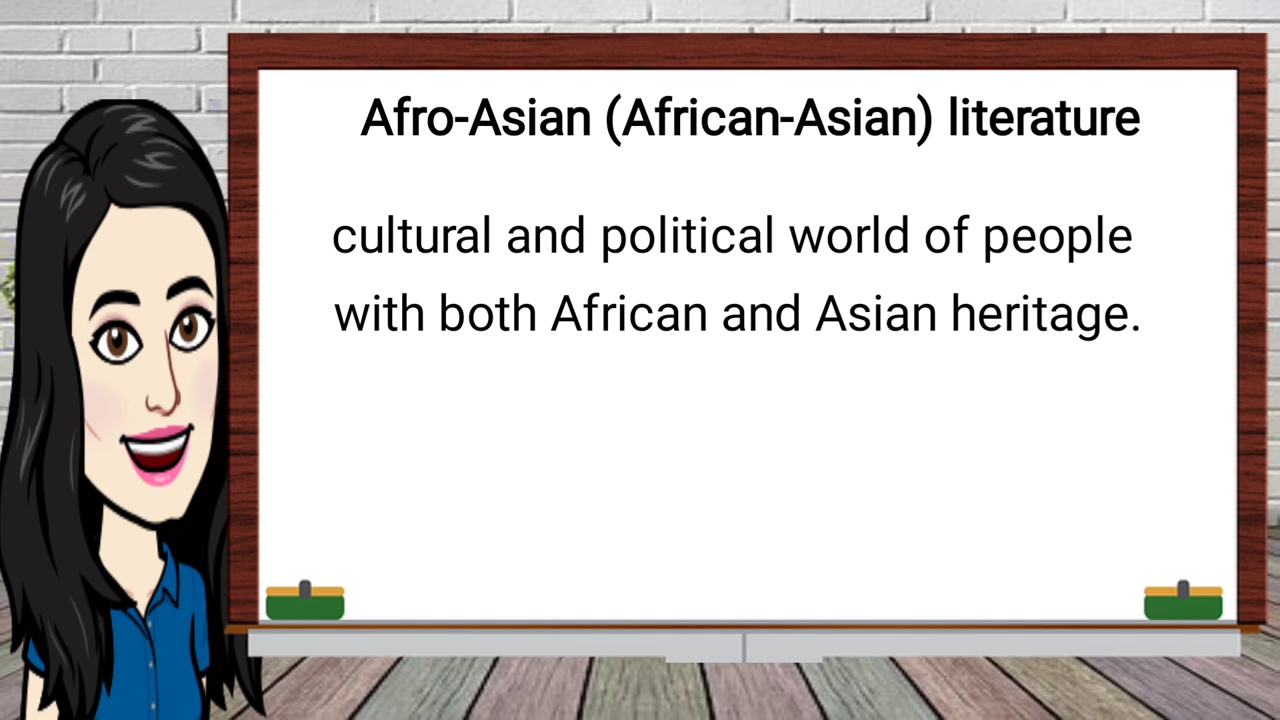 Afro-Asian (African-Asian) literature
cultural and political world of people
with both African and Asian heritage.